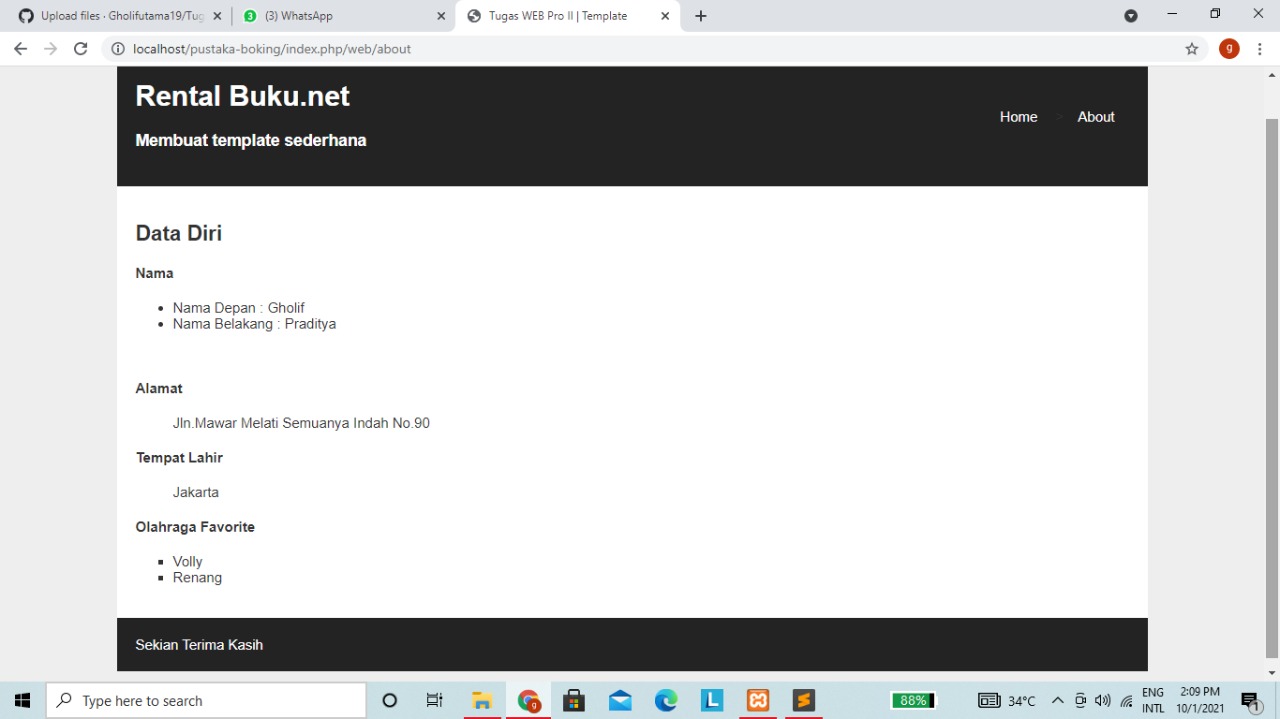 Upload files · Gholifutama19/Tug
3
(3) WhatsApp
Tugas WEB Pro II | Template
localhost/pustaka-boking/index.php/web/about
g
Rental Buku.net
Membuat template sederhana
Home > About
Data Diri
Nama
Nama Depan : Gholif
Nama Belakang : Praditya
Alamat
Jln.Mawar Melati Semuanya Indah No.90
Tempat Lahir
Jakarta
Olahraga Favorite
Volly
Renang
Sekian Terima Kasih
Type here to search
g
L
88%
34°C
ENG
INTL
2:09 PM
10/1/2021
1